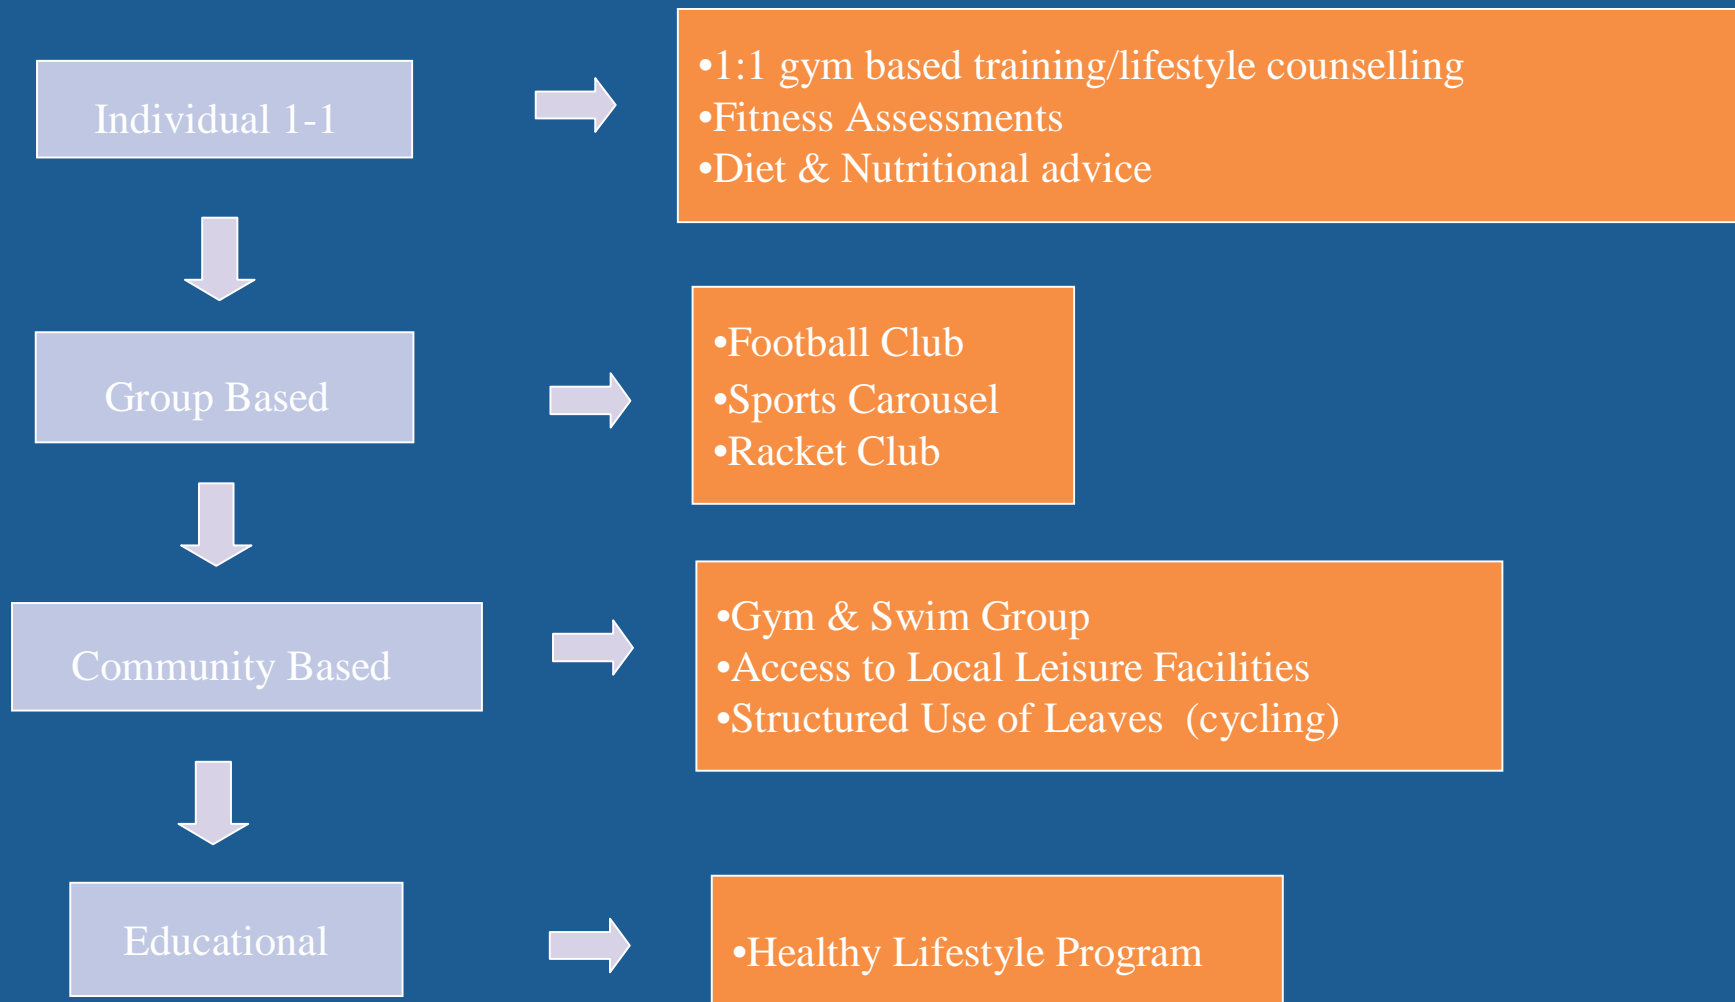 Individual 1-1
•1:1 gym based training/lifestyle counselling
•Fitness Assessments
•Diet & Nutritional advice
Group Based
•Football Club
•Sports Carousel
•Racket Club
Community Based
•Gym & Swim Group
•Access to Local Leisure Facilities
•Structured Use of Leaves  (cycling)
Educational
•Healthy Lifestyle Program